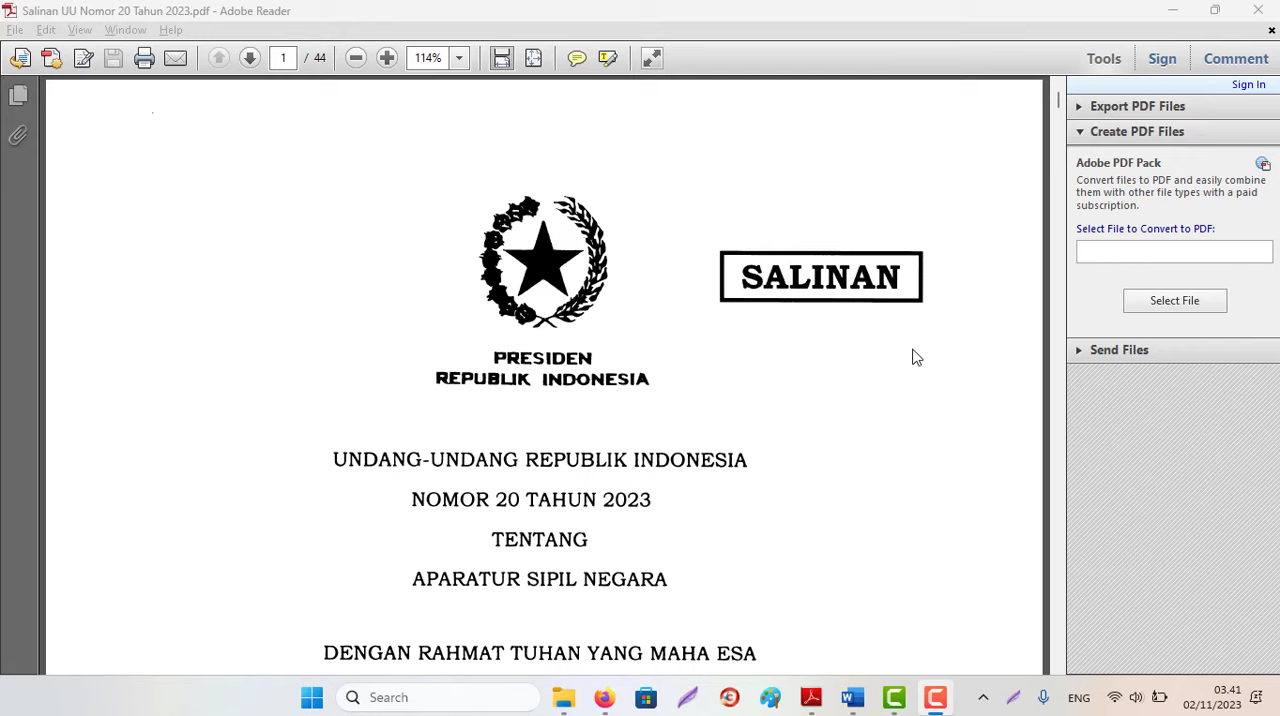 Salinan UU Nomor 20 Tahun 2023.pdf - Adobe Reader
File Edit View Window Help
1 / 44 114% Tools Sign Comment
Sign In
Export PDF Files
Create PDF Files
Adobe PDF Pack
Convert files to PDF and easily combine
them with other file types with a paid
subscription.
Select File to Convert to PDF:
Select File
Send Files
SALINAN
PRESIDEN
REPUBLIK INDONESIA
UNDANG-UNDANG REPUBLIK INDONESIA
NOMOR 20 TAHUN 2023
TENTANG
APARATUR SIPIL NEGARA
DENGAN RAHMAT TUHAN YANG MAHA ESA
Search
ENG
03.41
02/11/2023